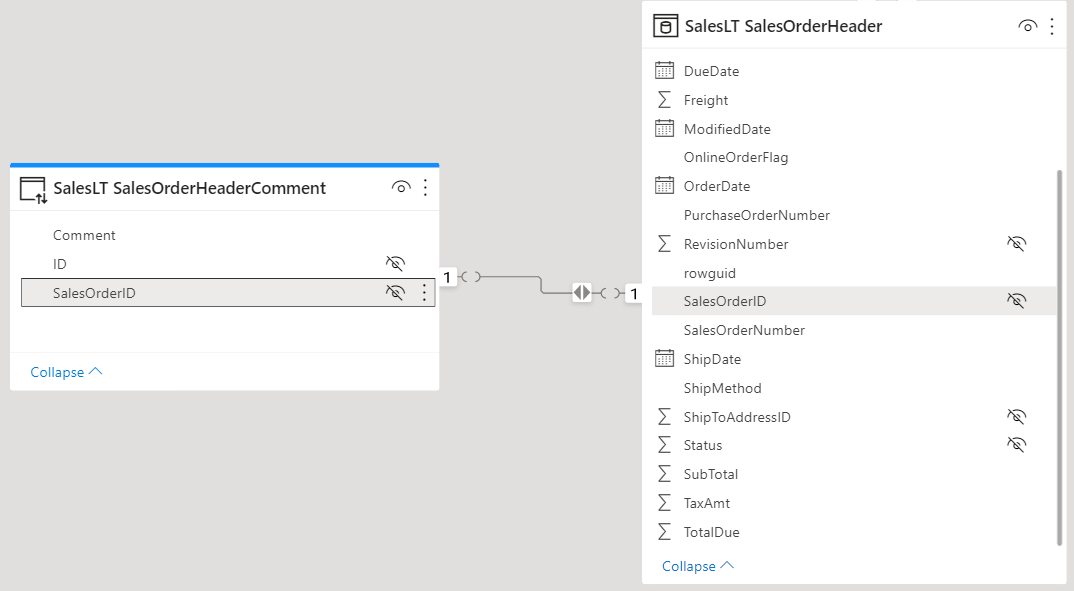 SalesLT SalesOrderHeaderComment
Comment
ID
SalesOrderID
Collapse
1
1
SalesLT SalesOrderHeader
DueDate
Freight
ModifiedDate
OnlineOrderFlag
OrderDate
PurchaseOrderNumber
RevisionNumber
rowguid
SalesOrderID
SalesOrderNumber
ShipDate
ShipMethod
ShipToAddressID
Status
SubTotal
TaxAmt
TotalDue
Collapse